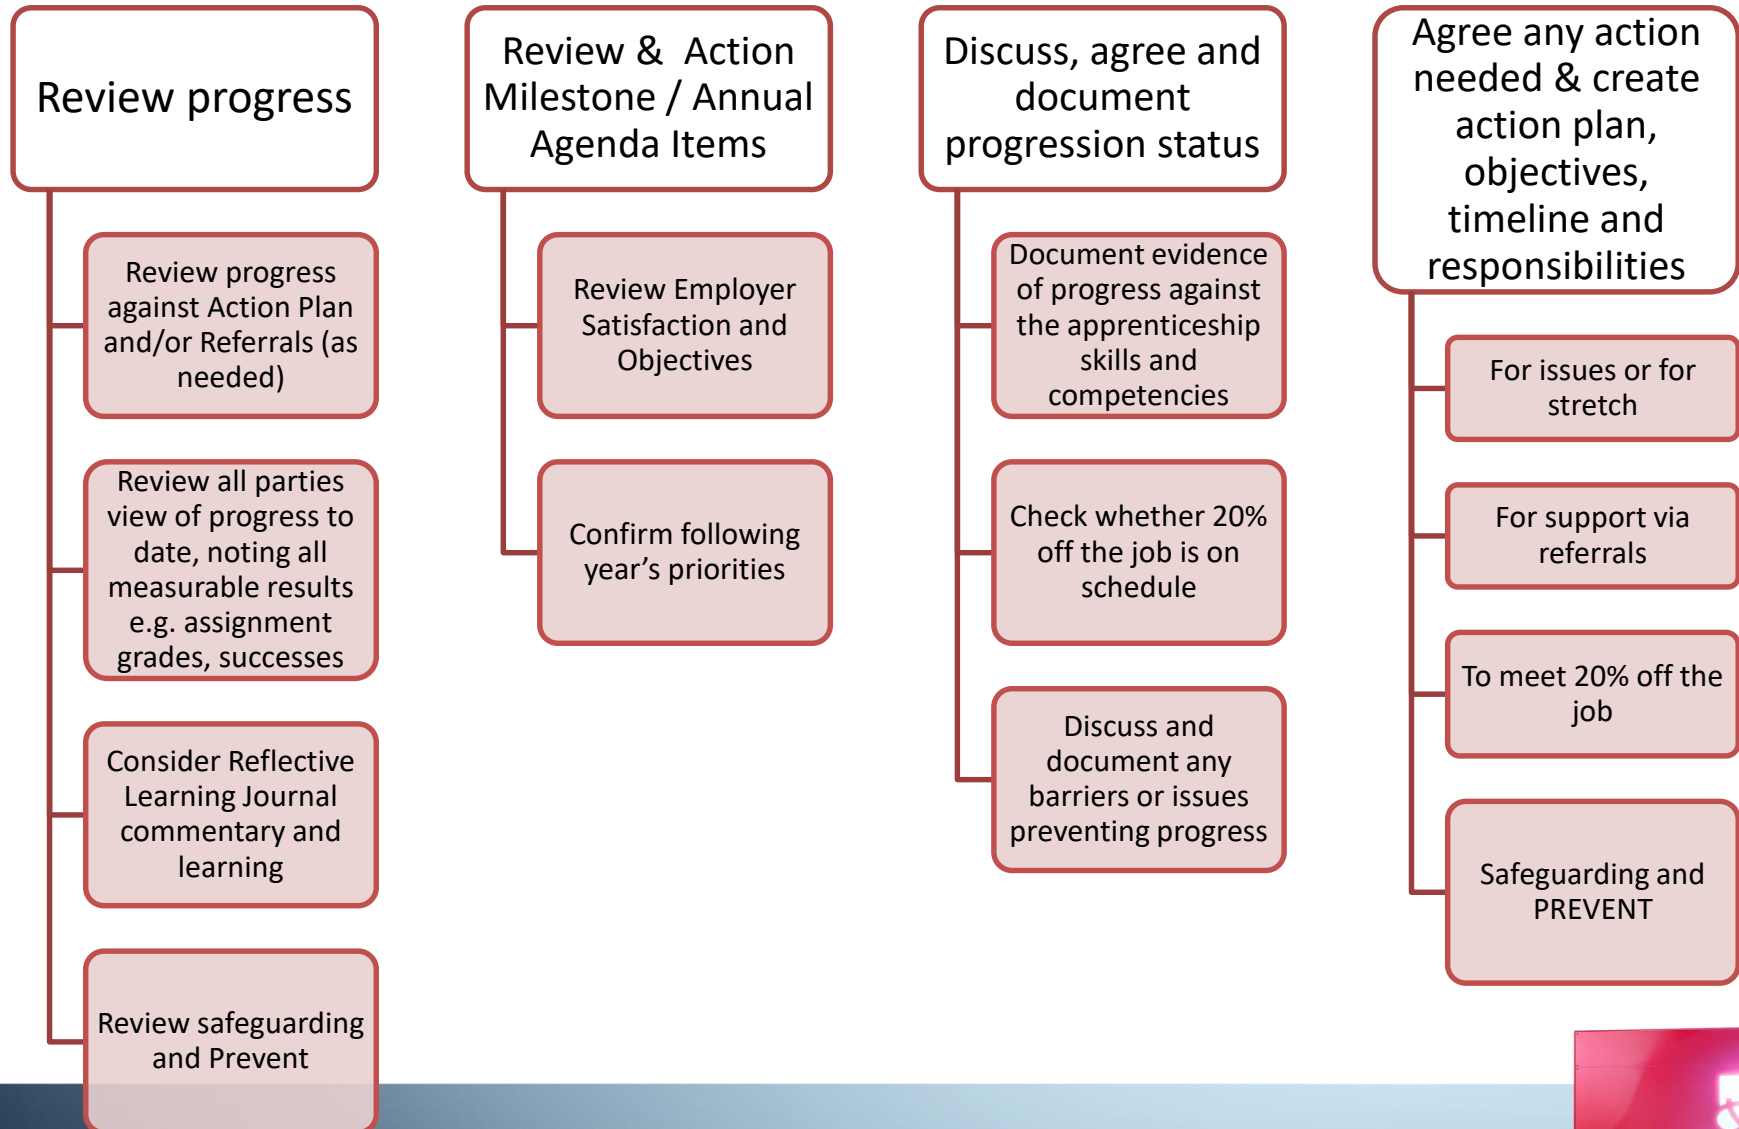 Review progress
Review progress
against Action Plan
and/or Referrals (as
needed)
Review all parties
view of progress to
date, noting all
measurable results
e.g. assignment
grades, successes
Consider Reflective
Learning Journal
commentary and
learning
Review safeguarding
and Prevent
Review & Action
Milestone / Annual
Agenda Items
Review Employer
Satisfaction and
Objectives
Confirm following
year’s priorities
Discuss, agree and
document
progression status
Document evidence
of progress against
the apprenticeship
skills and
competencies
Check whether 20%
off the job is on
schedule
Discuss and
document any
barriers or issues
preventing progress
Agree any action
needed & create
action plan,
objectives,
timeline and
responsibilities
For issues or for
stretch
For support via
referrals
To meet 20% off the
job
Safeguarding and
PREVENT